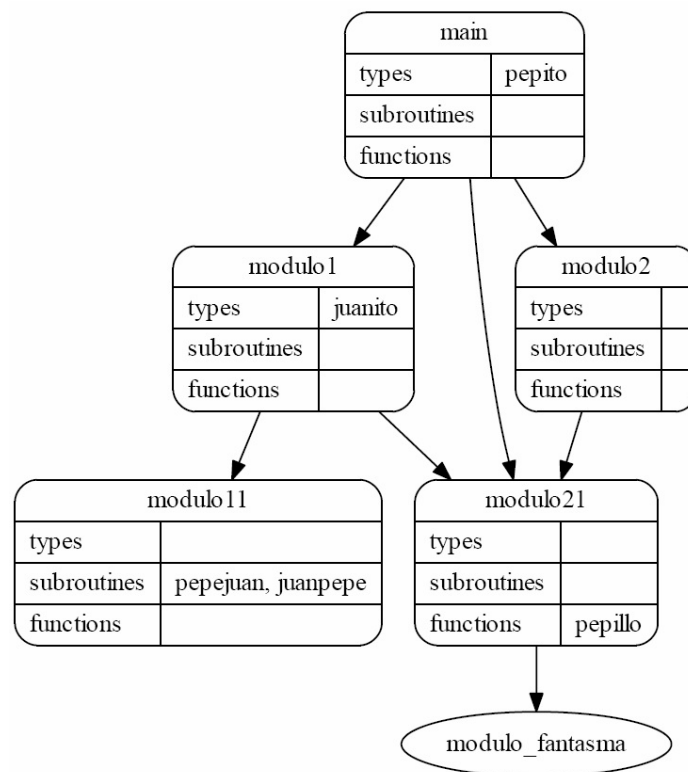 main
types pepito
subroutines
functions
modulo1
types juanito
subroutines
functions
modulo2
types
subroutines
functions
modulo11
types
subroutines pepejuan, juanpepe
functions
modulo21
types
subroutines
functions pepillo
modulo_fantasma